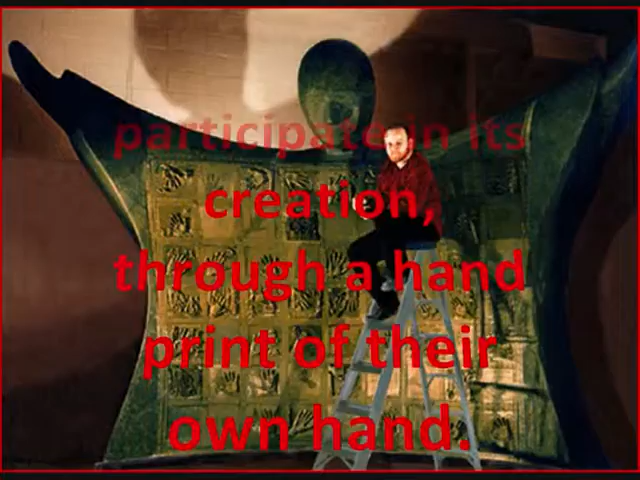 participate in its
creation,
through a hand
print of their
own hand.